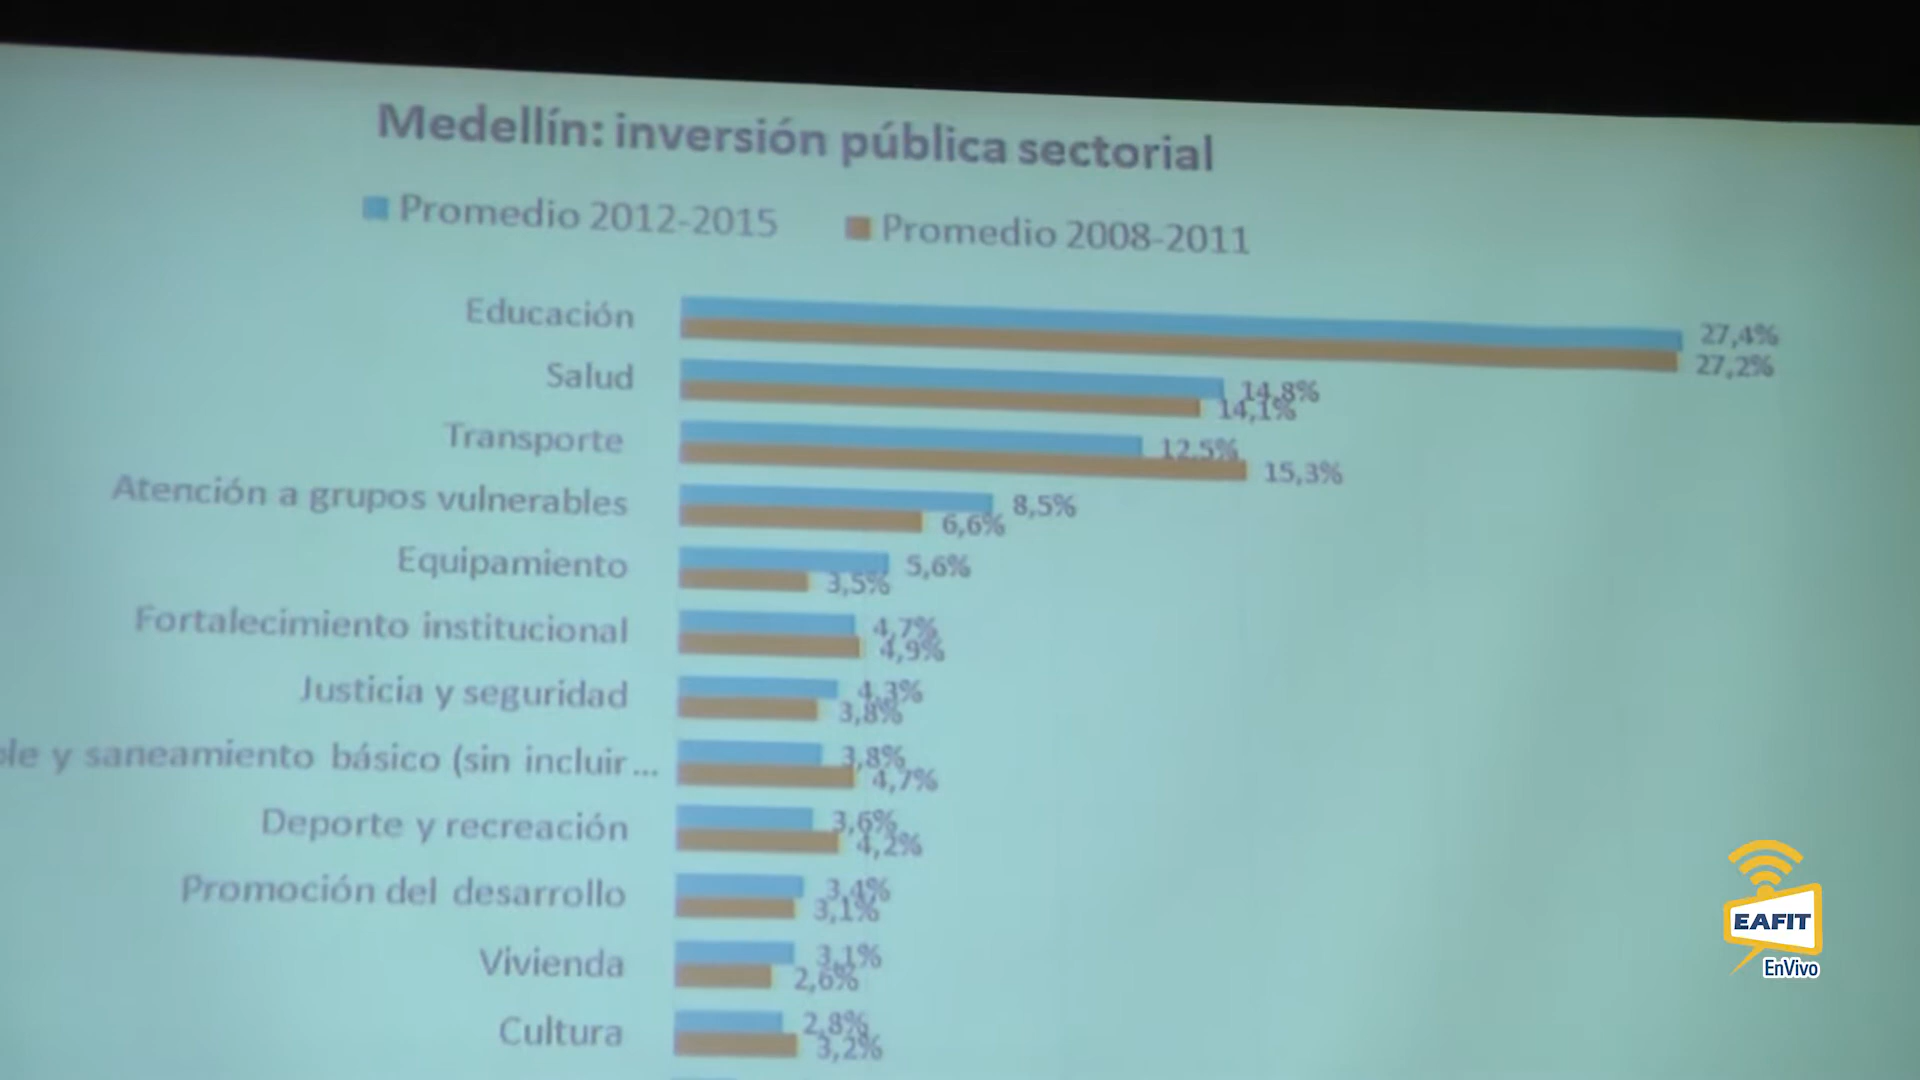 Medellín: inversión pública sectorial
Promedio 2012-2015 Promedio 2008-2011
Educación 27,4% 27,2%
Salud 14,8% 14,1%
Transporte 12,5% 15,3%
Atención a grupos vulnerables 8,5% 6,6%
Equipamiento 5,6% 3,5%
Fortalecimiento institucional 4,7% 4,9%
Justicia y seguridad 4,3% 3,8%
ble y saneamiento básico (sin incluir... 3,8% 4,7%
Deporte y recreación 3,6% 4,2%
Promoción del desarrollo 3,4% 3,1%
Vivienda 3,1% 2,6%
Cultura 2,8% 3,2%
EAFIT
EnVivo